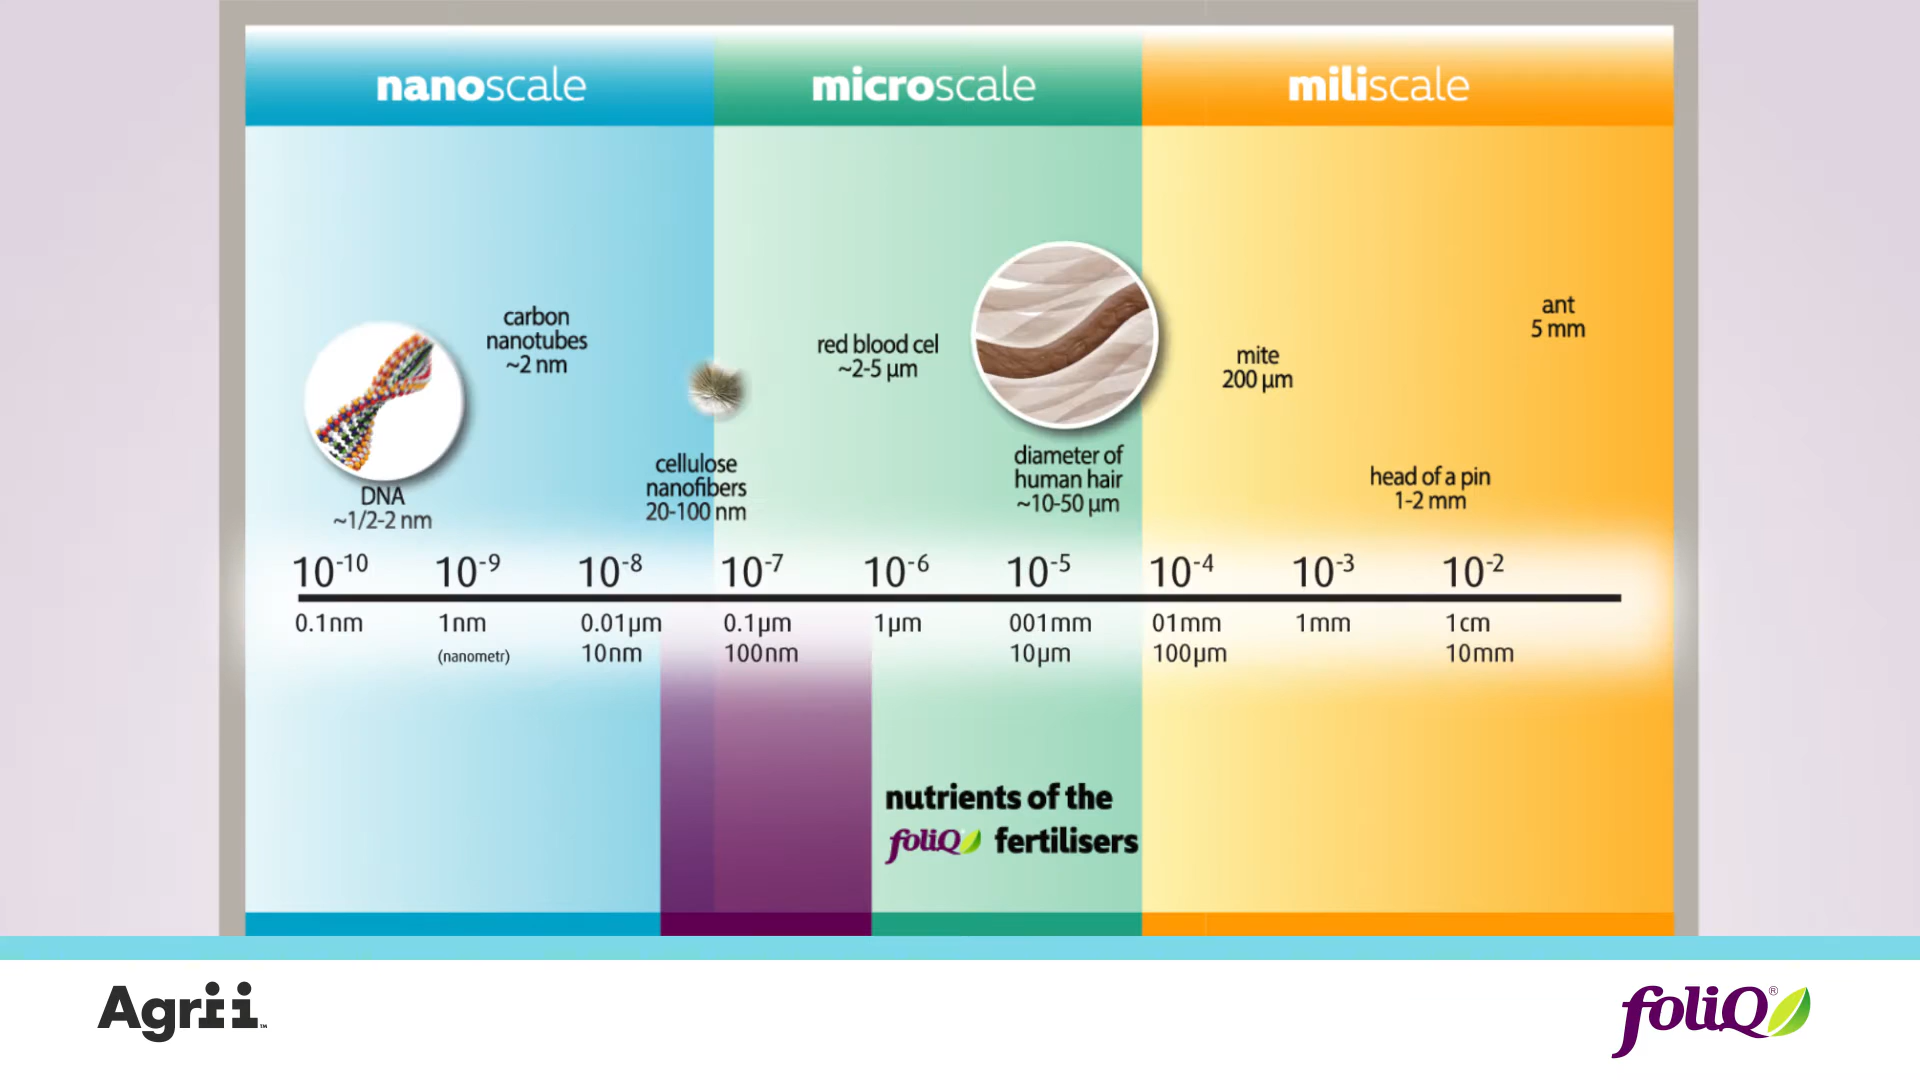 nanoscale
microscale
miliscale
carbon
nanotubes
~2 nm
DNA
~1/2-2 nm
cellulose
nanofibers
20-100 nm
red blood cel
~2-5 µm
diameter of
human hair
~10-50 µm
mite
200 µm
head of a pin
1-2 mm
ant
5 mm
10-10 10-9 10-8 10-7 10-6 10-5 10-4 10-3 10-2
0.1nm 1nm 0.01µm 0.1µm 1µm 001mm 01mm 1mm 1cm
(nanometr) 10nm 100nm 10µm 100µm 10mm
nutrients of the
foliQ fertilisers
Agrii™
foliQ®